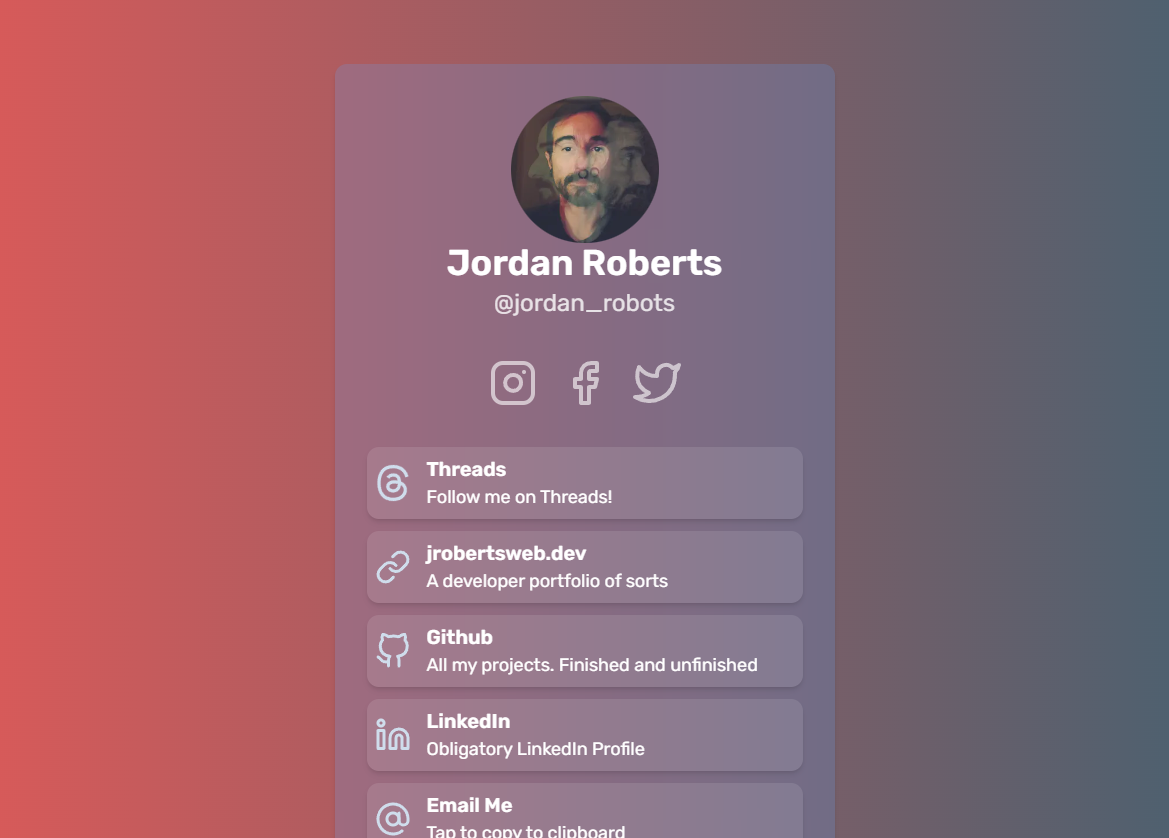 Jordan Roberts
@jordan_robots
Threads
Follow me on Threads!
jrobertsweb.dev
A developer portfolio of sorts
Github
All my projects. Finished and unfinished
LinkedIn
Obligatory LinkedIn Profile
Email Me
Tap to copy to clipboard